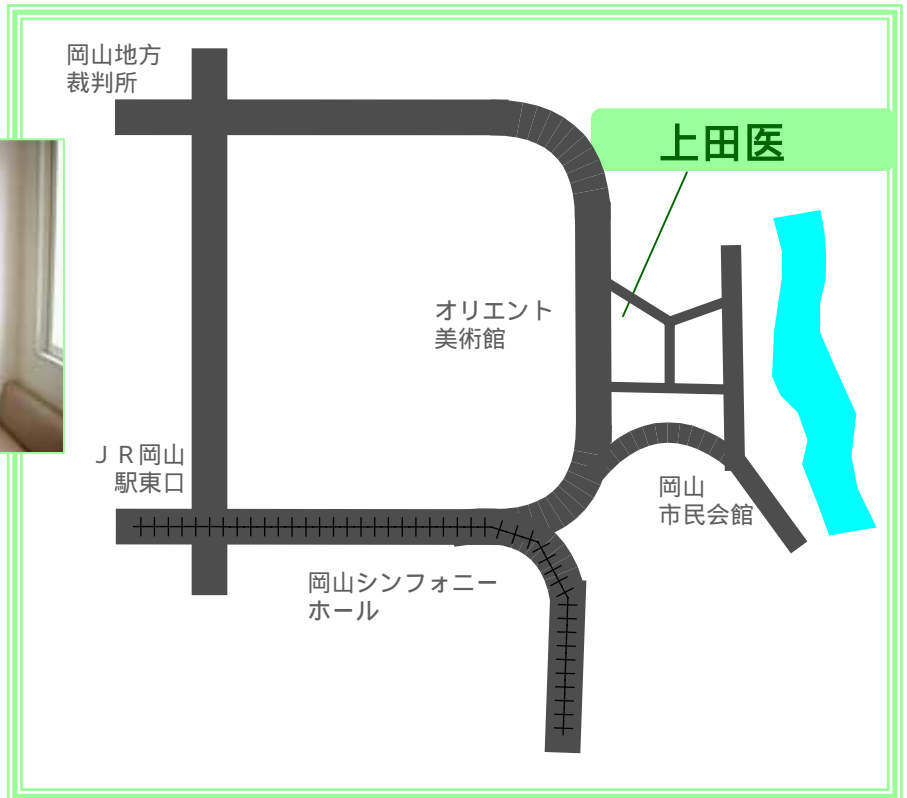 岡山地方
裁判所
上田医
オリエント
美術館
ＪＲ岡山
駅東口
岡山
市民会館
岡山シンフォニー
ホール